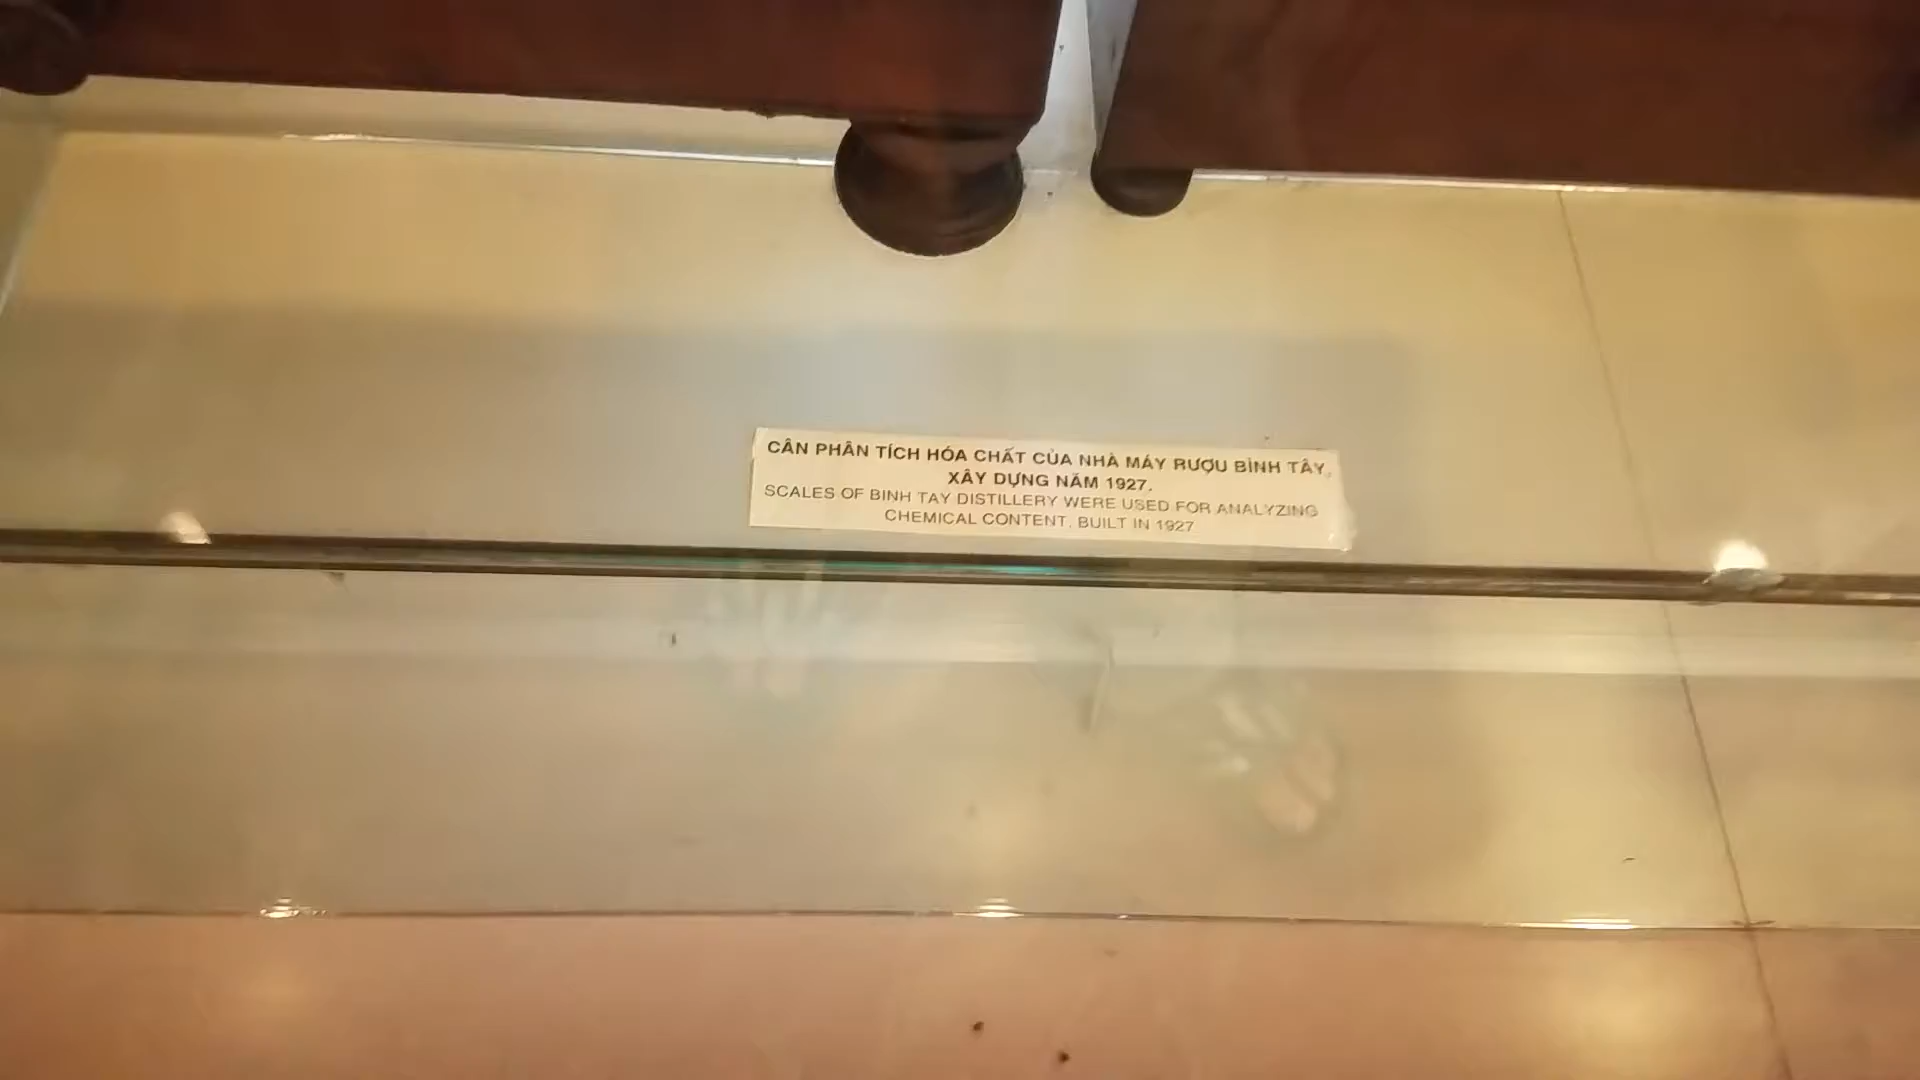 CÂN PHÂN TÍCH HÓA CHẤT CỦA NHÀ MÁY RƯỢU BÌNH TÂY,
XÂY DỰNG NĂM 1927.
SCALES OF BINH TAY DISTILLERY WERE USED FOR ANALYZING
CHEMICAL CONTENT. BUILT IN 1927